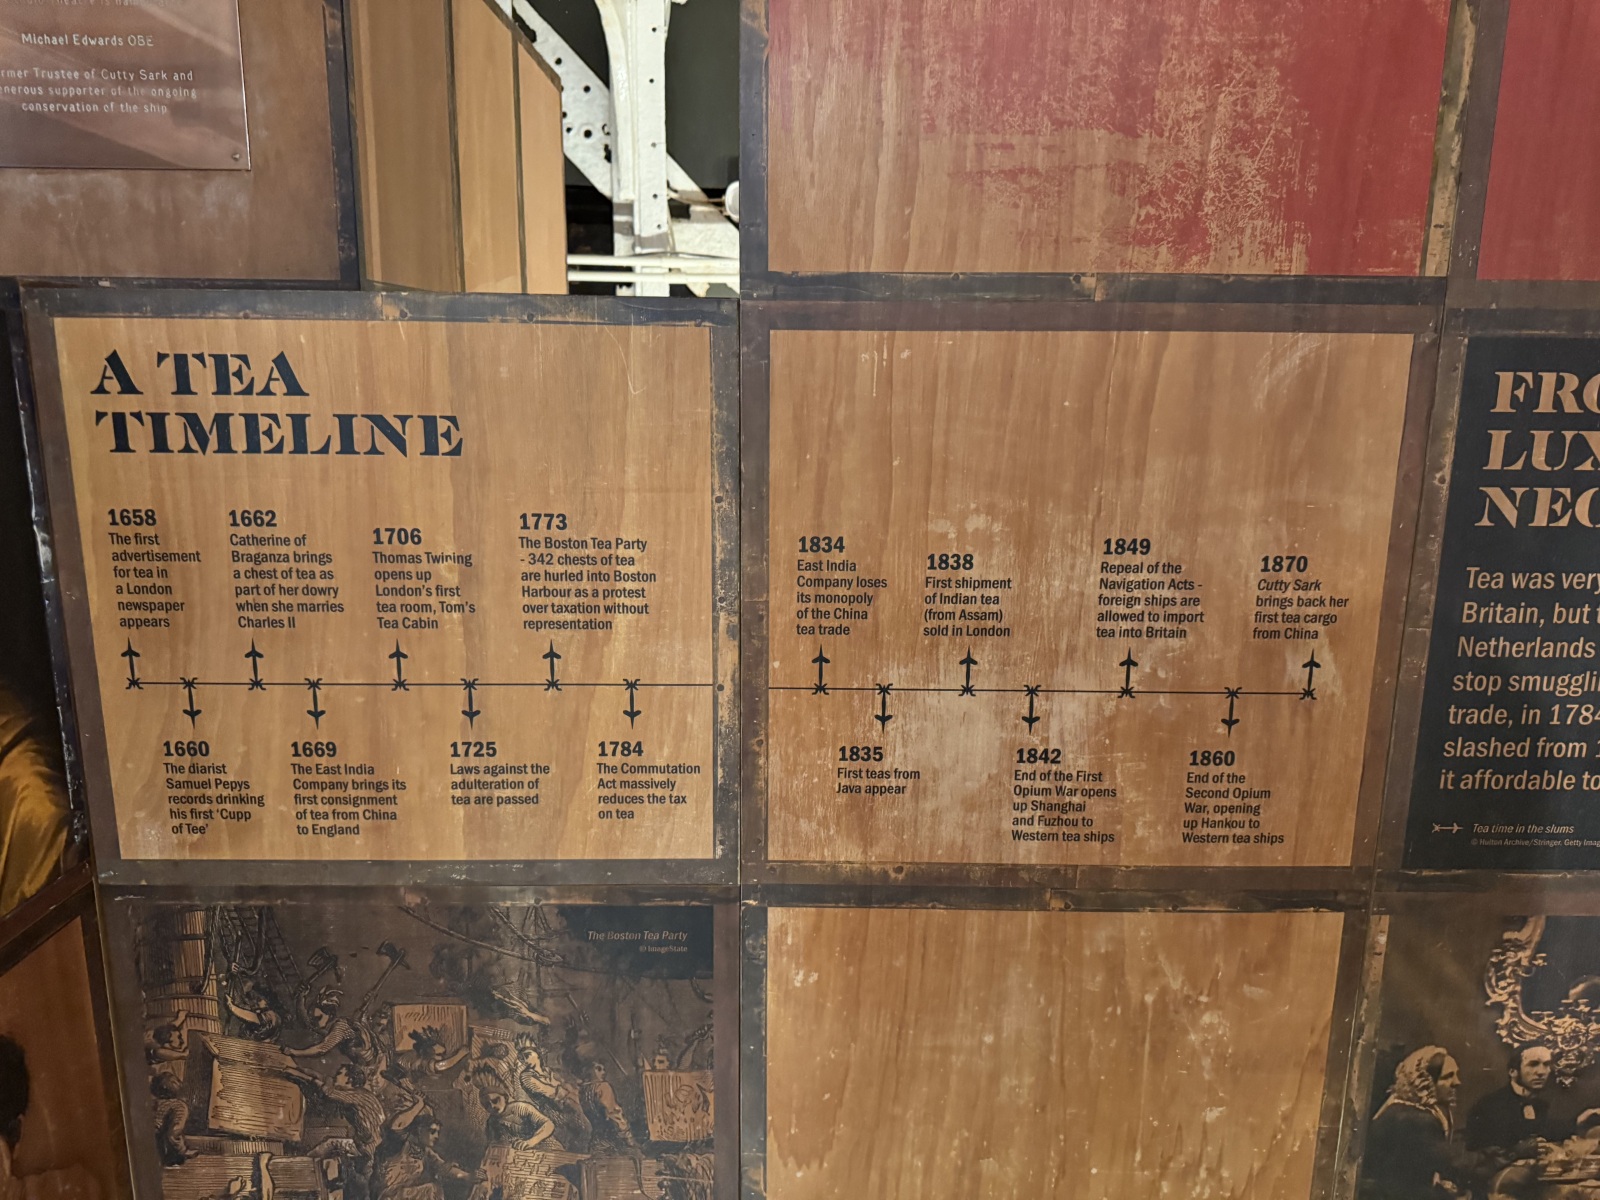 Michael Edwards OBE
Trustee of Cutty Sark and
supporter of the ongoing
conservation of the ship
A TEA
TIMELINE
1658
The first
advertisement
for tea in
a London
newspaper
appears
1662
Catherine of
Braganza brings
a chest of tea as
part of her dowry
when she marries
Charles II
1706
Thomas Twining
opens up
London's first
tea room, Tom's
Tea Cabin
1773
The Boston Tea Party
- 342 chests of tea
are hurled into Boston
Harbour as a protest
over taxation without
representation
1660
The diarist
Samuel Pepys
records drinking
his first 'Cupp
of Tee'
1669
The East India
Company brings its
first consignment
of tea from China
to England
1725
Laws against the
adulteration of
tea are passed
1784
The Commutation
Act massively
reduces the tax
on tea
1834
East India
Company loses
its monopoly
of the China
tea trade
1838
First shipment
of Indian tea
(from Assam)
sold in London
1849
Repeal of the
Navigation Acts -
foreign ships are
allowed to import
tea into Britain
1870
Cutty Sark
brings back her
first tea cargo
from China
1835
First teas from
Java appear
1842
End of the First
Opium War opens
up Shanghai
and Fuzhou to
Western tea ships
1860
End of the
Second Opium
War, opening
up Hankou to
Western tea ships
Tea was very
Britain, but
Netherlands
stop
trade, in 1784
slashed from
it affordable to
Tea time in the slums
© Hulton Archive/Stringer, Getty
The Boston Tea Party
© ImageState